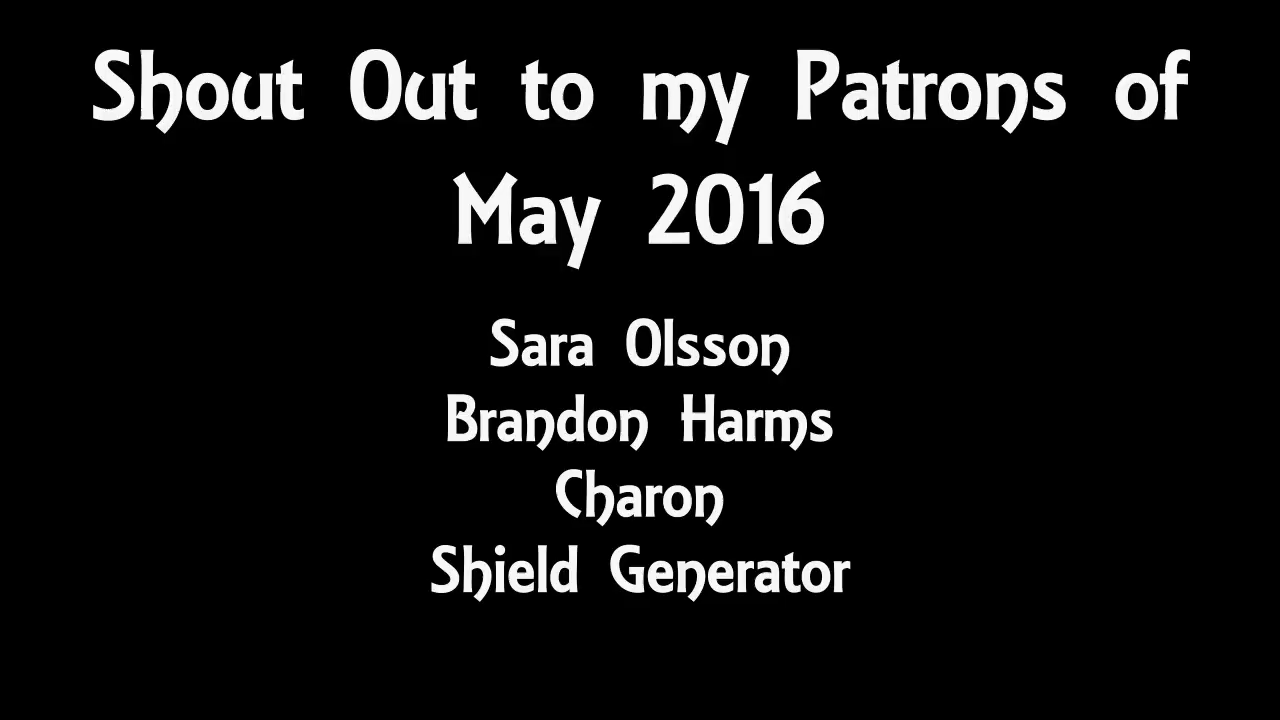 Shout Out to my Patrons of
May 2016
Sara Olsson
Brandon Harms
Charon
Shield Generator